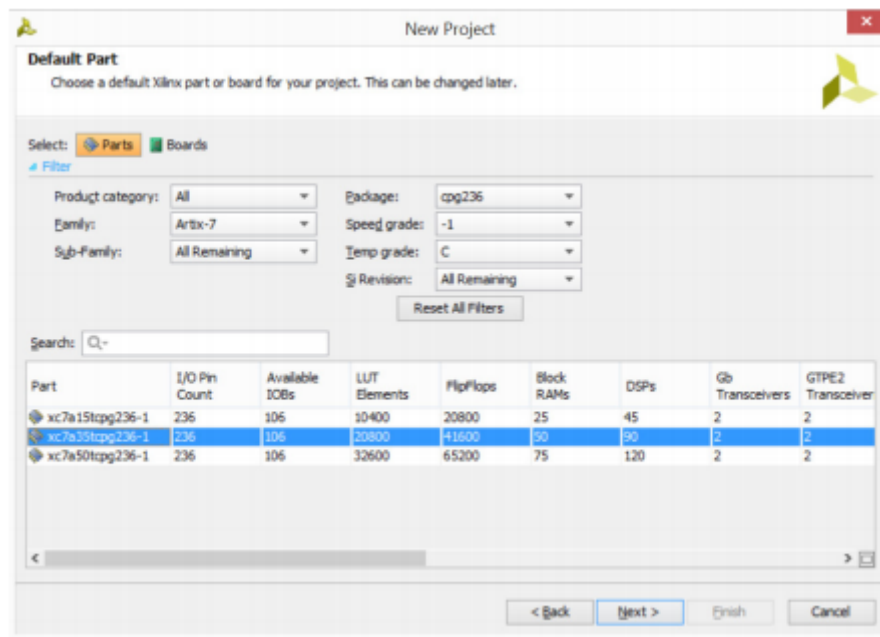 New Project
Default Part
Choose a default Xilinx part or board for your project. This can be changed later.
Select: Parts Boards
Filter
Product category: All Package: cpg236
Family: Artix-7 Speed grade: -1
Sub-Family: All Remaining Temp grade: C
Si Revision: All Remaining
Reset All Filters
Search:
Part I/O Pin Count Available IOBs LUT Elements FlipFlops Block RAMs DSPs Gb Transceivers GTPE2 Transceiver
xc7a15tcpg236-1 236 106 10400 20800 25 45 2 2
xc7a35tcpg236-1 236 106 20800 41600 50 90 2 2
xc7a50tcpg236-1 236 106 32600 65200 75 120 2 2
< Back Next > Finish Cancel